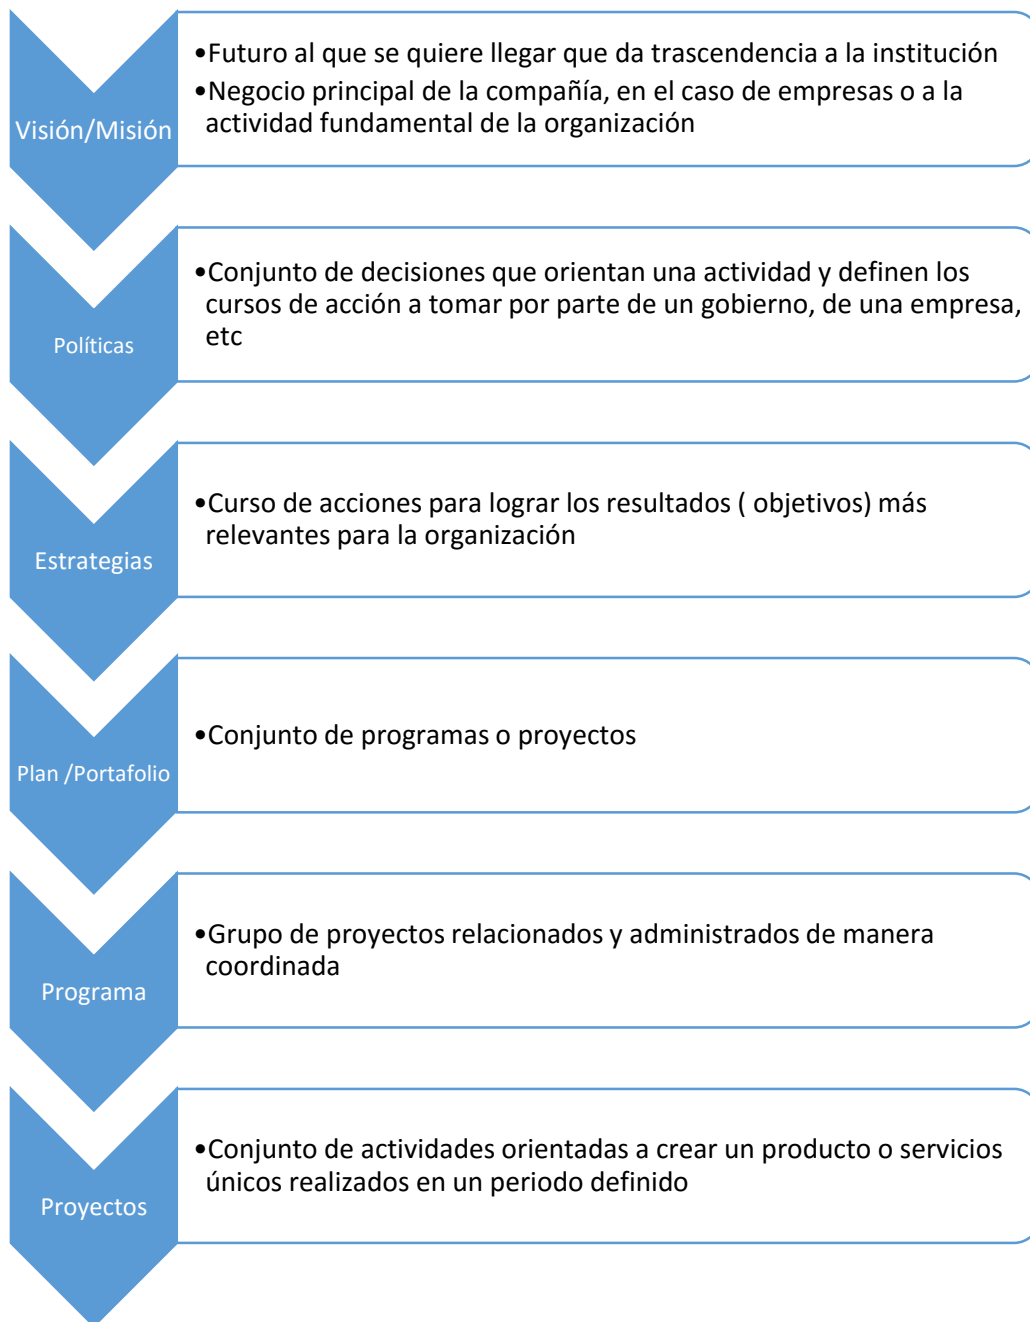 Visión/Misión
•Futuro al que se quiere llegar que da trascendencia a la institución
•Negocio principal de la compañía, en el caso de empresas o a la
actividad fundamental de la organización
Políticas
•Conjunto de decisiones que orientan una actividad y definen los
cursos de acción a tomar por parte de un gobierno, de una empresa,
etc
Estrategias
•Curso de acciones para lograr los resultados ( objetivos) más
relevantes para la organización
Plan /Portafolio
•Conjunto de programas o proyectos
Programa
•Grupo de proyectos relacionados y administrados de manera
coordinada
Proyectos
•Conjunto de actividades orientadas a crear un producto o servicios
únicos realizados en un periodo definido